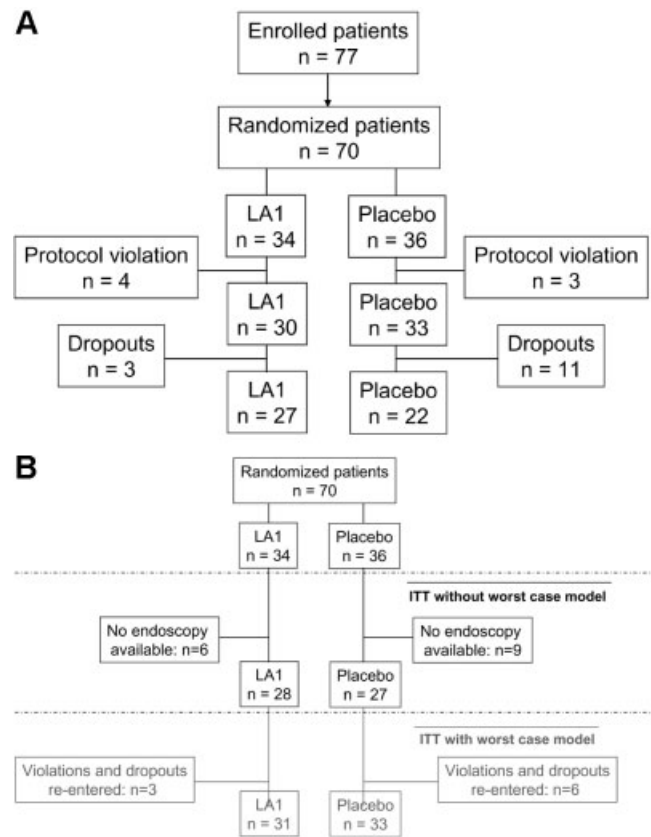 A
Enrolled patients
n = 77
Randomized patients
n = 70
LA1
n = 34
Placebo
n = 36
Protocol violation
n = 4
Protocol violation
n = 3
LA1
n = 30
Placebo
n = 33
Dropouts
n = 3
Dropouts
n = 11
LA1
n = 27
Placebo
n = 22
B
Randomized patients
n = 70
LA1
n = 34
Placebo
n = 36
ITT without worst case model
No endoscopy
available: n=6
No endoscopy
available: n=9
LA1
n = 28
Placebo
n = 27
ITT with worst case model
Violations and dropouts
re-entered: n=3
Violations and dropouts
re-entered: n=6
LA1
n = 31
Placebo
n = 33